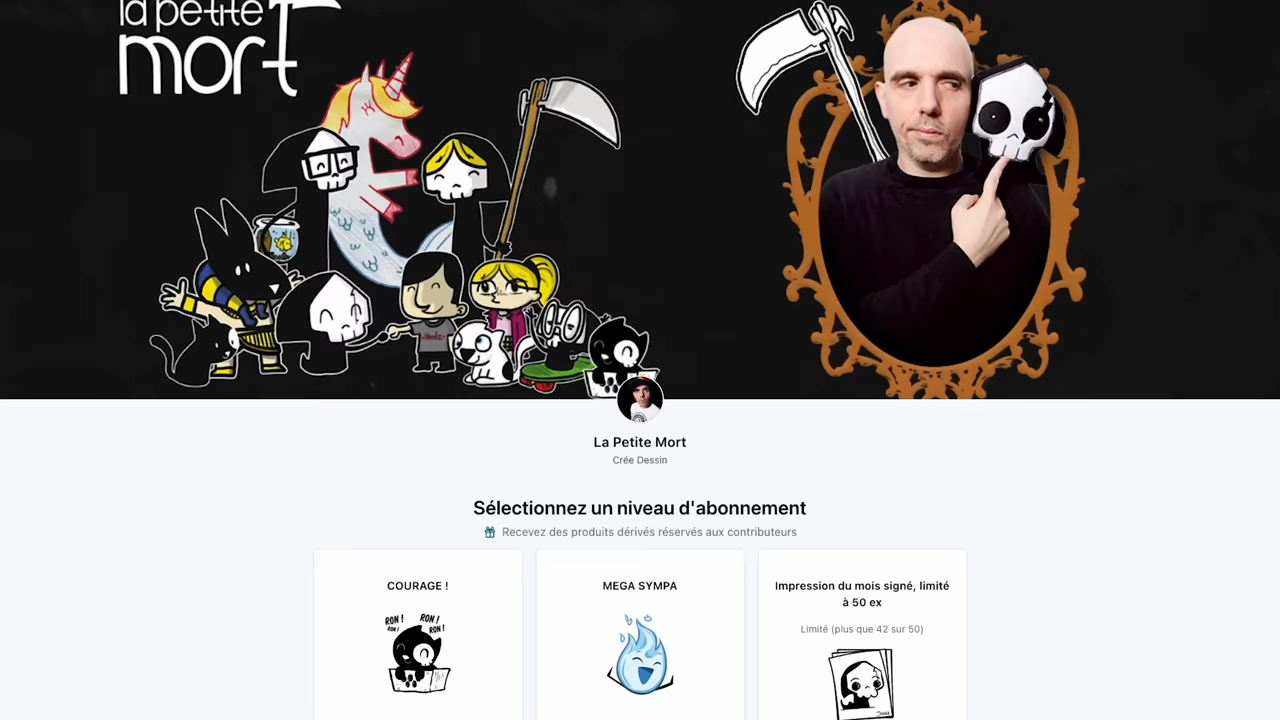 la petite
mort
La Petite Mort
Crée Dessin
Sélectionnez un niveau d'abonnement
Recevez des produits dérivés réservés aux contributeurs
COURAGE !
MEGA SYMPA
Impression du mois signé, limité
à 50 ex
Limité (plus que 42 sur 50)
RON ! RON !
RON ! RON !